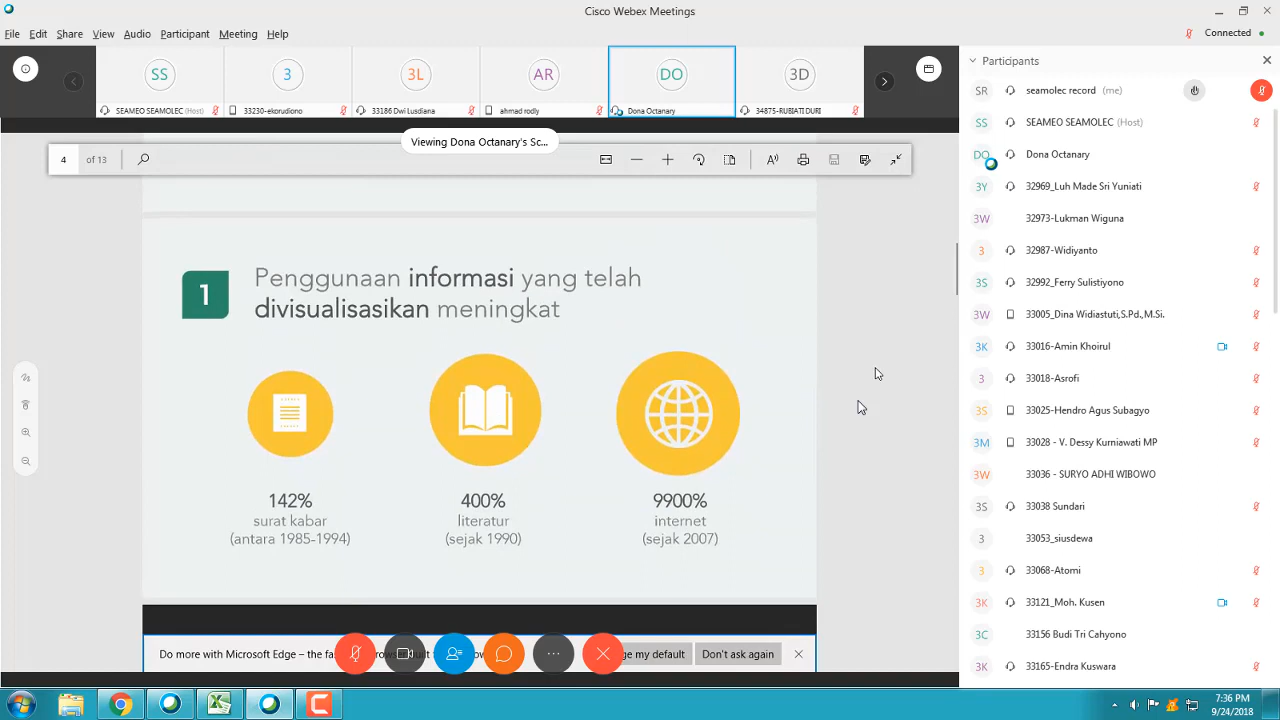 Cisco Webex Meetings
File Edit Share View Audio Participant Meeting Help
Connected
SS
3
3L
AR
DO
3D
SEAMEO SEAMOLEC (Host)
33230-ekorudiono
33186 Dwi Lusdiana
ahmad rodly
Dona Octanary
34875-RUBIATI DURI
Viewing Dona Octanary's Sc...
4 of 13
1
Penggunaan informasi yang telah
divisualisasikan meningkat
142%
surat kabar
(antara 1985-1994)
400%
literatur
(sejak 1990)
9900%
internet
(sejak 2007)
Do more with Microsoft Edge – the fa
ge my default
Don't ask again
Participants
SR seamolec record (me)
SS SEAMEO SEAMOLEC (Host)
DO Dona Octanary
3Y 32969_Luh Made Sri Yuniati
3W 32973-Lukman Wiguna
3 32987-Widiyanto
3S 32992_Ferry Sulistiyono
3W 33005_Dina Widiastuti,S.Pd.,M.Si.
3K 33016-Amin Khoirul
3 33018-Asrofi
3S 33025-Hendro Agus Subagyo
3M 33028 - V. Dessy Kurniawati MP
3W 33036 - SURYO ADHI WIBOWO
3S 33038 Sundari
3 33053_siusdewa
3 33068-Atomi
3K 33121_Moh. Kusen
3C 33156 Budi Tri Cahyono
3K 33165-Endra Kuswara
7:36 PM
9/24/2018